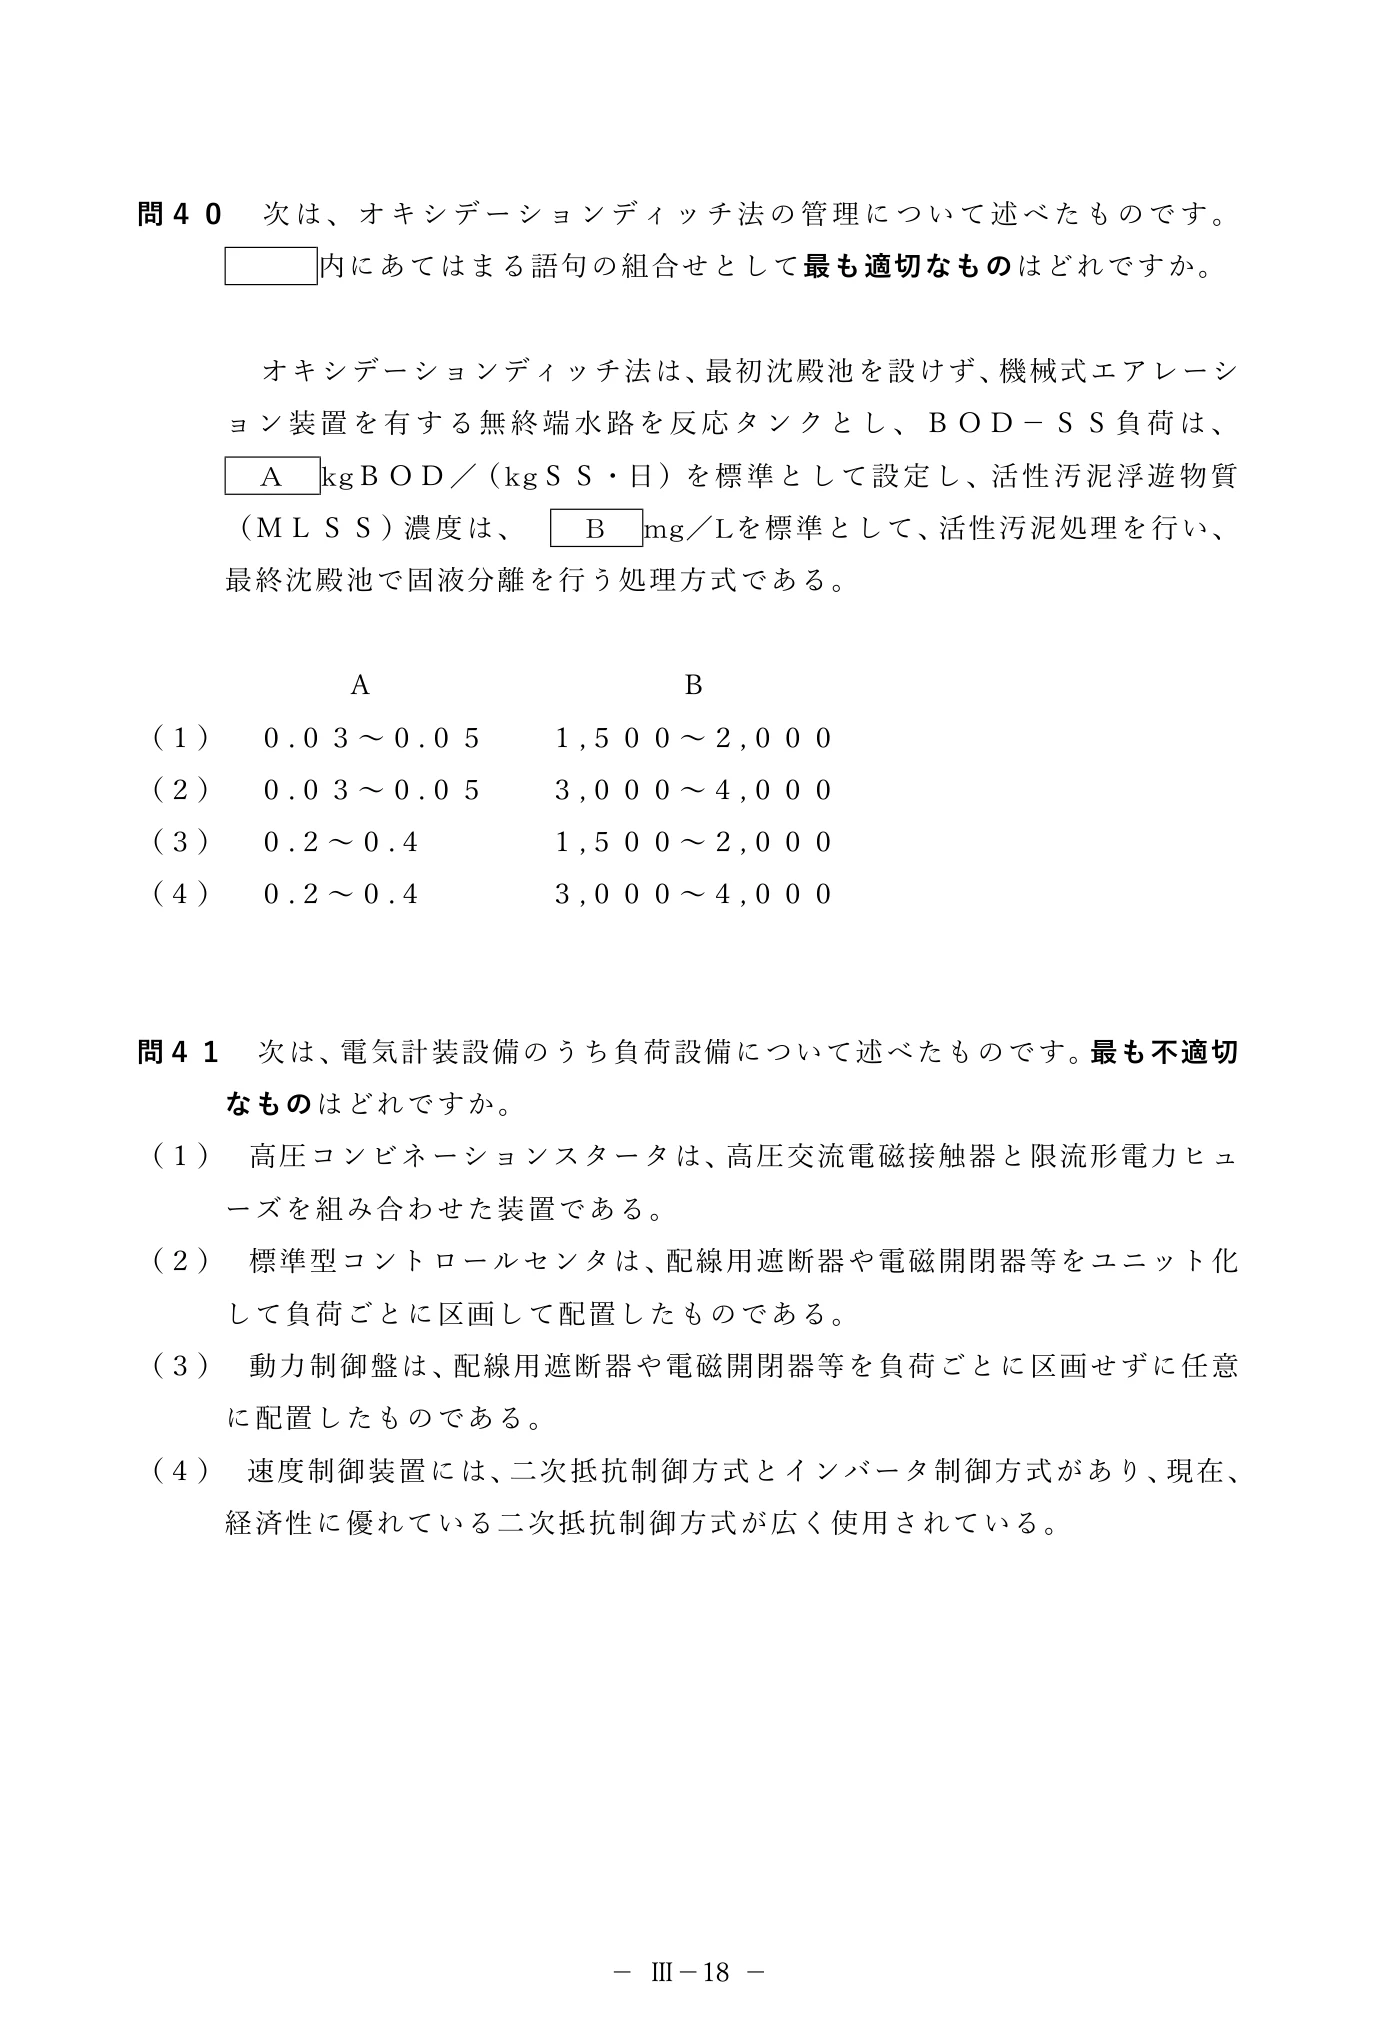 問４０　次は、オキシデーションディッチ法の管理について述べたものです。
内にあてはまる語句の組合せとして最も適切なものはどれですか。
オキシデーションディッチ法は、最初沈殿池を設けず、機械式エアレーシ
ョン装置を有する無終端水路を反応タンクとし、ＢＯＤ－ＳＳ負荷は、
A kgＢＯＤ／（kgＳＳ・日）を標準として設定し、活性汚泥浮遊物質
（ＭＬＳＳ）濃度は、 B mg／Lを標準として、活性汚泥処理を行い、
最終沈殿池で固液分離を行う処理方式である。
A　B
（１）　０.０３～０.０５　１,５００～２,０００
（２）　０.０３～０.０５　３,０００～４,０００
（３）　０.２～０.４　１,５００～２,０００
（４）　０.２～０.４　３,０００～４,０００
問４１　次は、電気計装設備のうち負荷設備について述べたものです。最も不適切
なものはどれですか。
（１）　高圧コンビネーションスタータは、高圧交流電磁接触器と限流形電力ヒュ
ーズを組み合わせた装置である。
（２）　標準型コントロールセンタは、配線用遮断器や電磁開閉器等をユニット化
して負荷ごとに区画して配置したものである。
（３）　動力制御盤は、配線用遮断器や電磁開閉器等を負荷ごとに区画せずに任意
に配置したものである。
（４）　速度制御装置には、二次抵抗制御方式とインバータ制御方式があり、現在、
経済性に優れている二次抵抗制御方式が広く使用されている。
－ Ⅲ－18 －